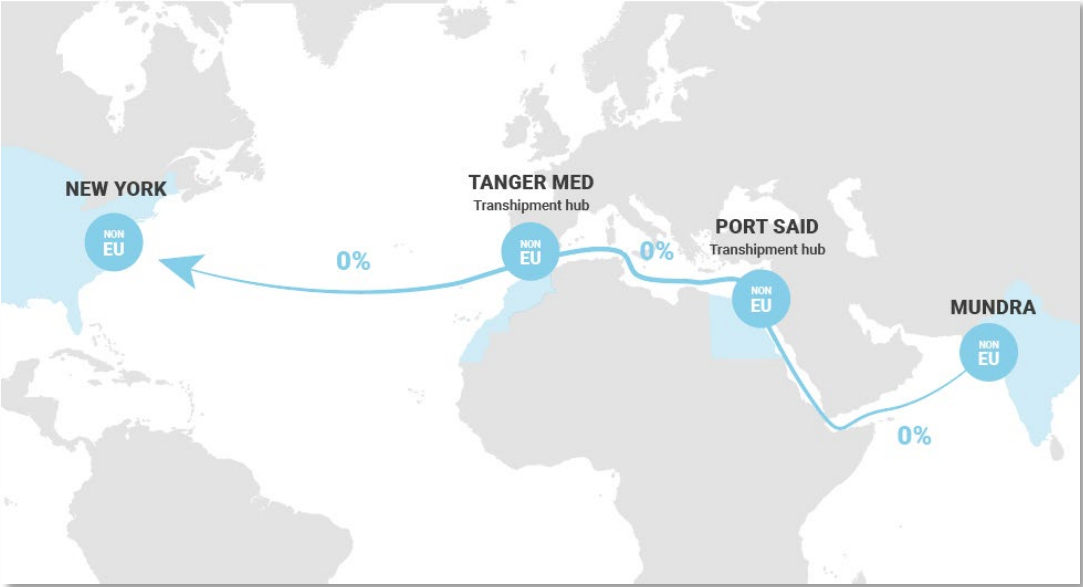 NEW YORK
NON
EU
0%
TANGER MED
Transhipment hub
NON
EU
0%
PORT SAID
Transhipment hub
NON
EU
MUNDRA
NON
EU
0%